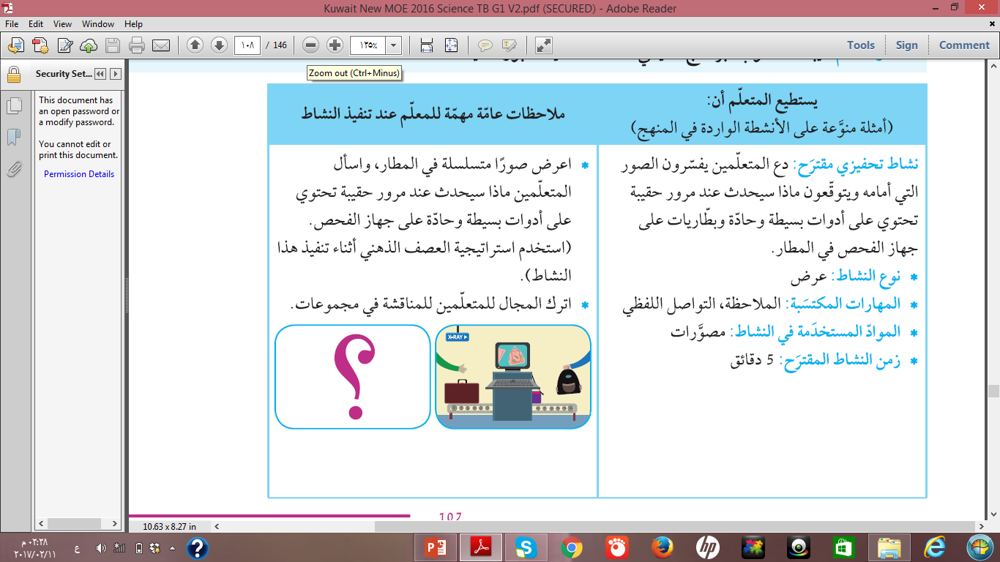 Kuwait New MOE 2016 Science TB G1 V2.pdf (SECURED) - Adobe Reader
File Edit View Window Help
١٠٨ / 146
١٢٥٪
Tools Sign Comment
Zoom out (Ctrl+Minus)
Security Set...
This document has
an open password or
a modify password.
You cannot edit or
print this document.
Permission Details
يستطيع المتعلّم أن:
(أمثلة منوَّعة على الأنشطة الواردة في المنهج)
ملاحظات عامّة مهمّة للمعلّم عند تنفيذ النشاط
نشاط تحفيزي مقترَح: دع المتعلّمين يفسّرون الصور
التي أمامه ويتوقّعون ماذا سيحدث عند مرور حقيبة
تحتوي على أدوات بسيطة وحادّة وبطّاريات على
جهاز الفحص في المطار.
* نوع النشاط: عرض
* المهارات المكتسَبة: الملاحظة، التواصل اللفظي
* الموادّ المستخدَمة في النشاط: مصوَّرات
* زمن النشاط المقترَح: 5 دقائق
* اعرض صورًا متسلسلة في المطار، واسأل
المتعلّمين ماذا سيحدث عند مرور حقيبة تحتوي
على أدوات بسيطة وحادّة على جهاز الفحص.
(استخدم استراتيجية العصف الذهني أثناء تنفيذ هذا
النشاط).
* اترك المجال للمتعلّمين للمناقشة في مجموعات.
X-RAY
؟
107
10.63 x 8.27 in
ع
٠٢:٢٨ م
٢٠١٧/٠٢/١١